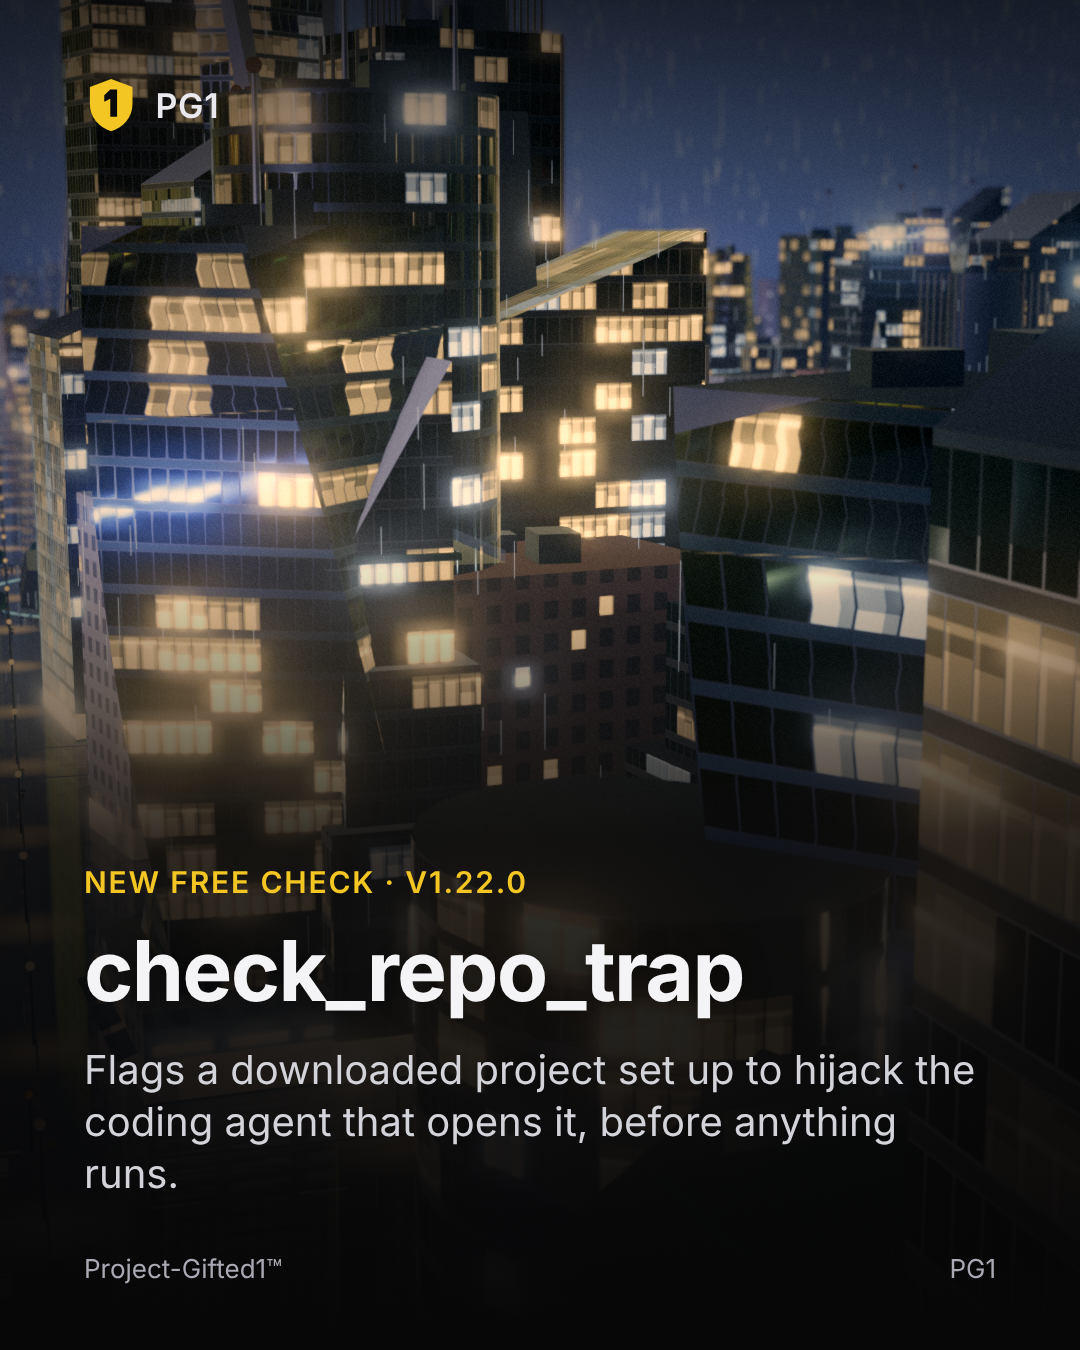 1 PG1
NEW FREE CHECK · V1.22.0
check_repo_trap
Flags a downloaded project set up to hijack the
coding agent that opens it, before anything
runs.
Project-Gifted1™
PG1